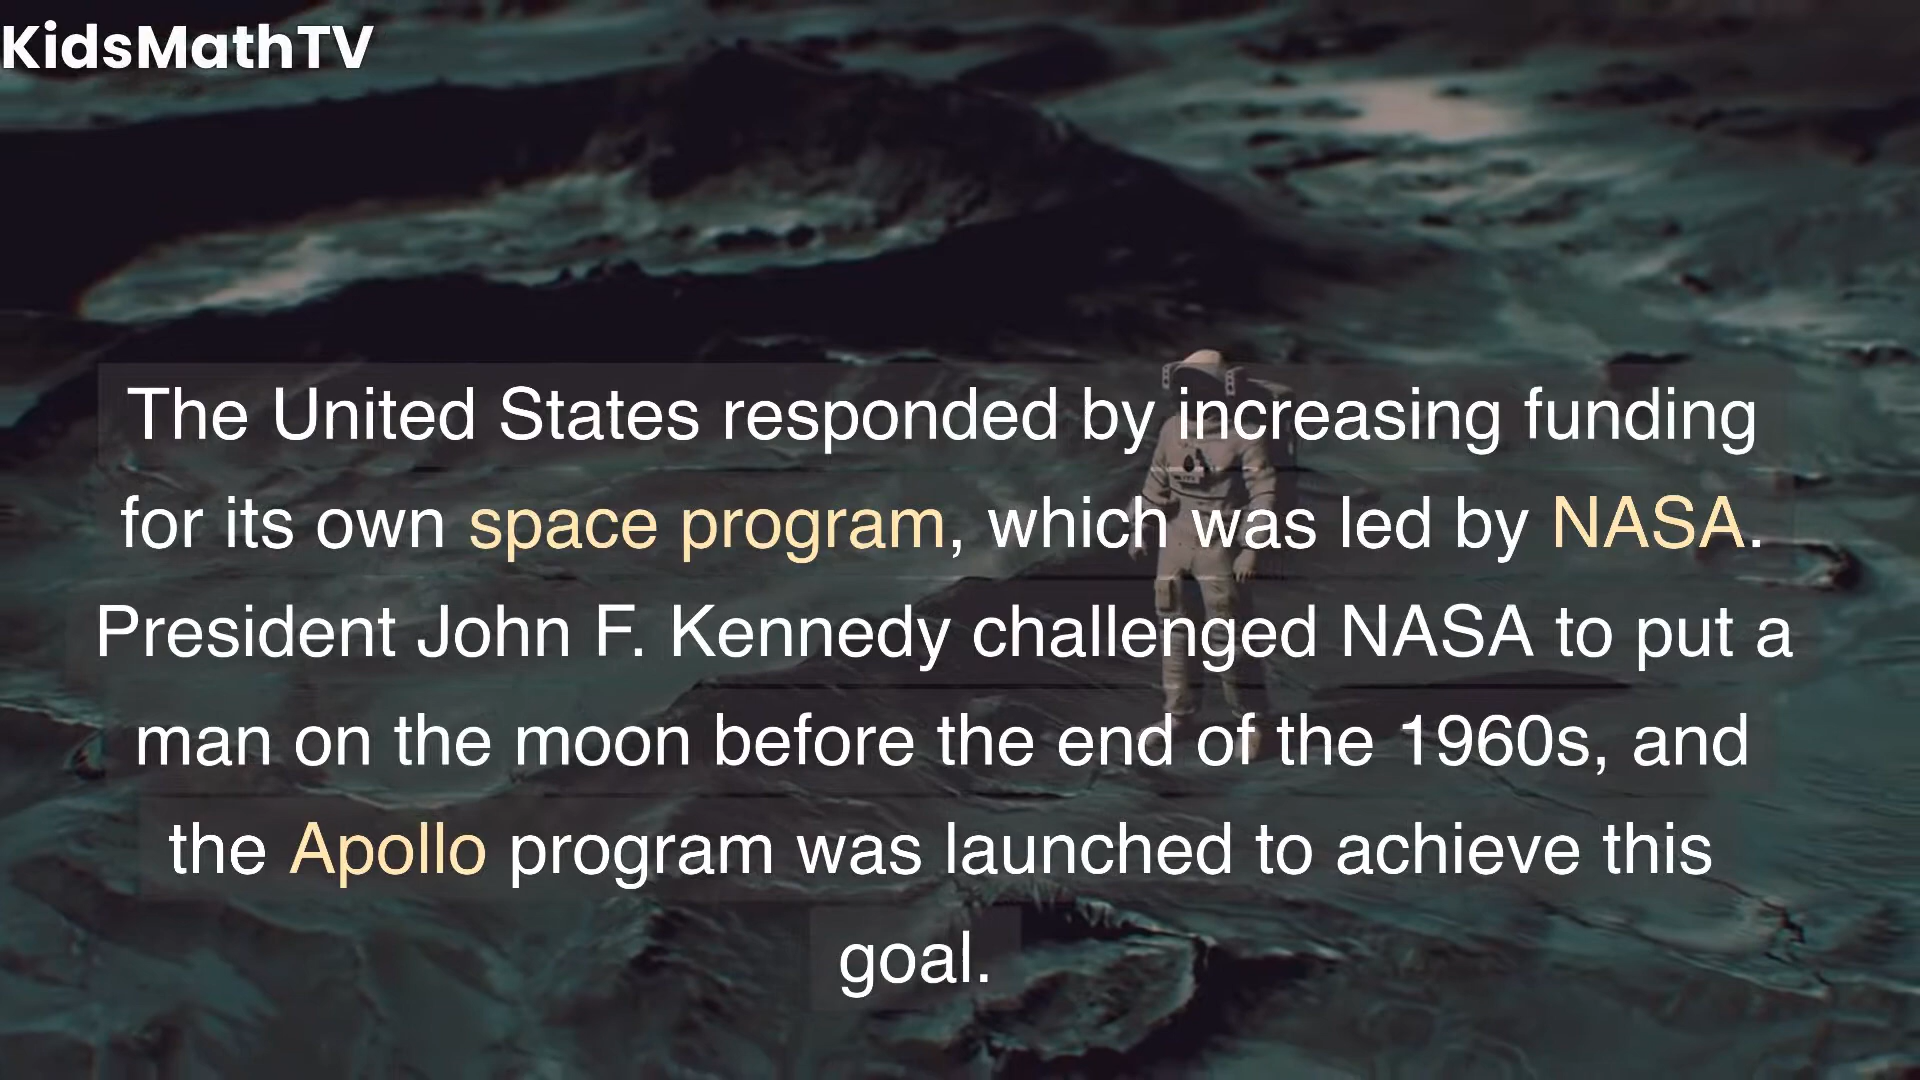 KidsMathTV
The United States responded by increasing funding
for its own space program, which was led by NASA.
President John F. Kennedy challenged NASA to put a
man on the moon before the end of the 1960s, and
the Apollo program was launched to achieve this
goal.